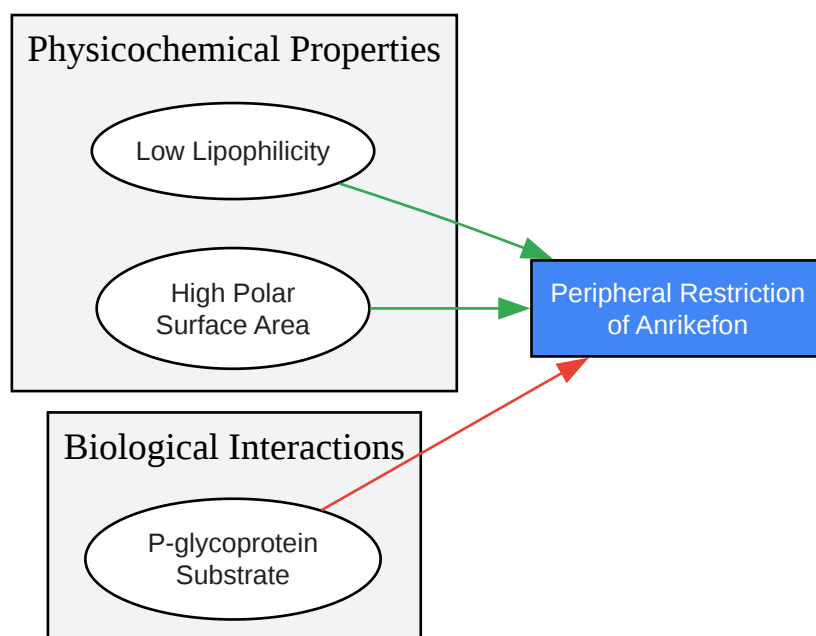 Physicochemical Properties
Low Lipophilicity
High Polar
Surface Area
Peripheral Restriction
of Anrikefon
Biological Interactions
P-glycoprotein
Substrate